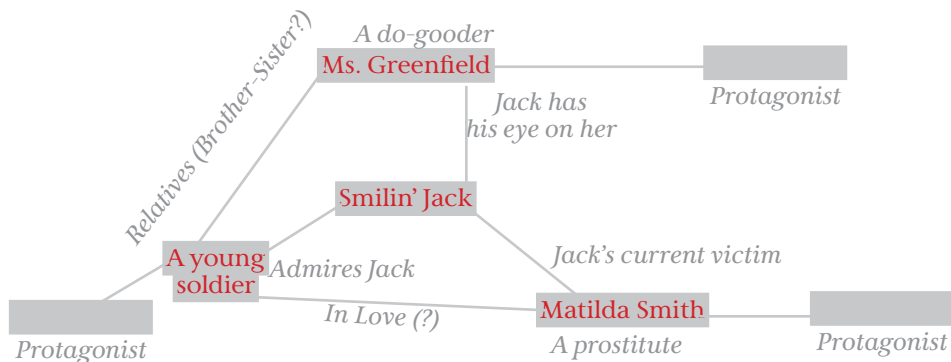 A do-gooder
Ms. Greenfield
Protagonist
Jack has
his eye on her
Relatives (Brother-Sister?)
Smilin’ Jack
A young
soldier
Admires Jack
Jack’s current victim
In Love (?)
Matilda Smith
A prostitute
Protagonist
Protagonist